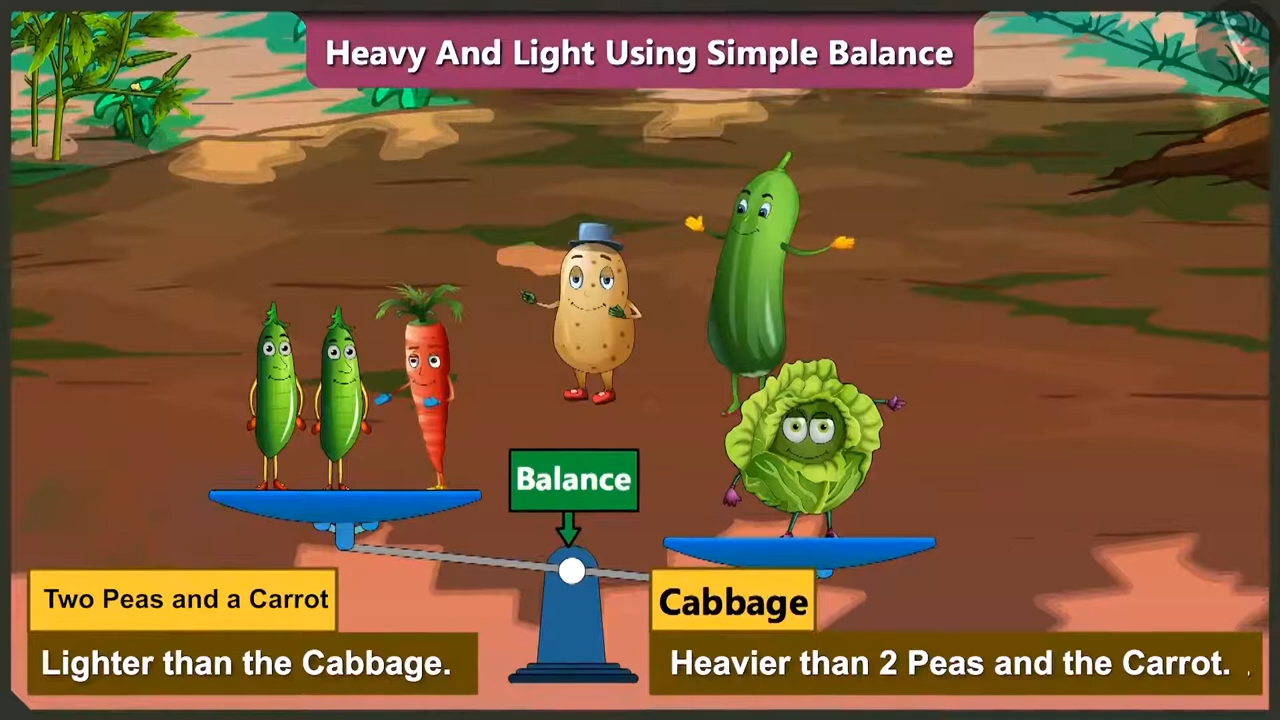 Heavy And Light Using Simple Balance
Balance
Two Peas and a Carrot
Lighter than the Cabbage.
Cabbage
Heavier than 2 Peas and the Carrot.